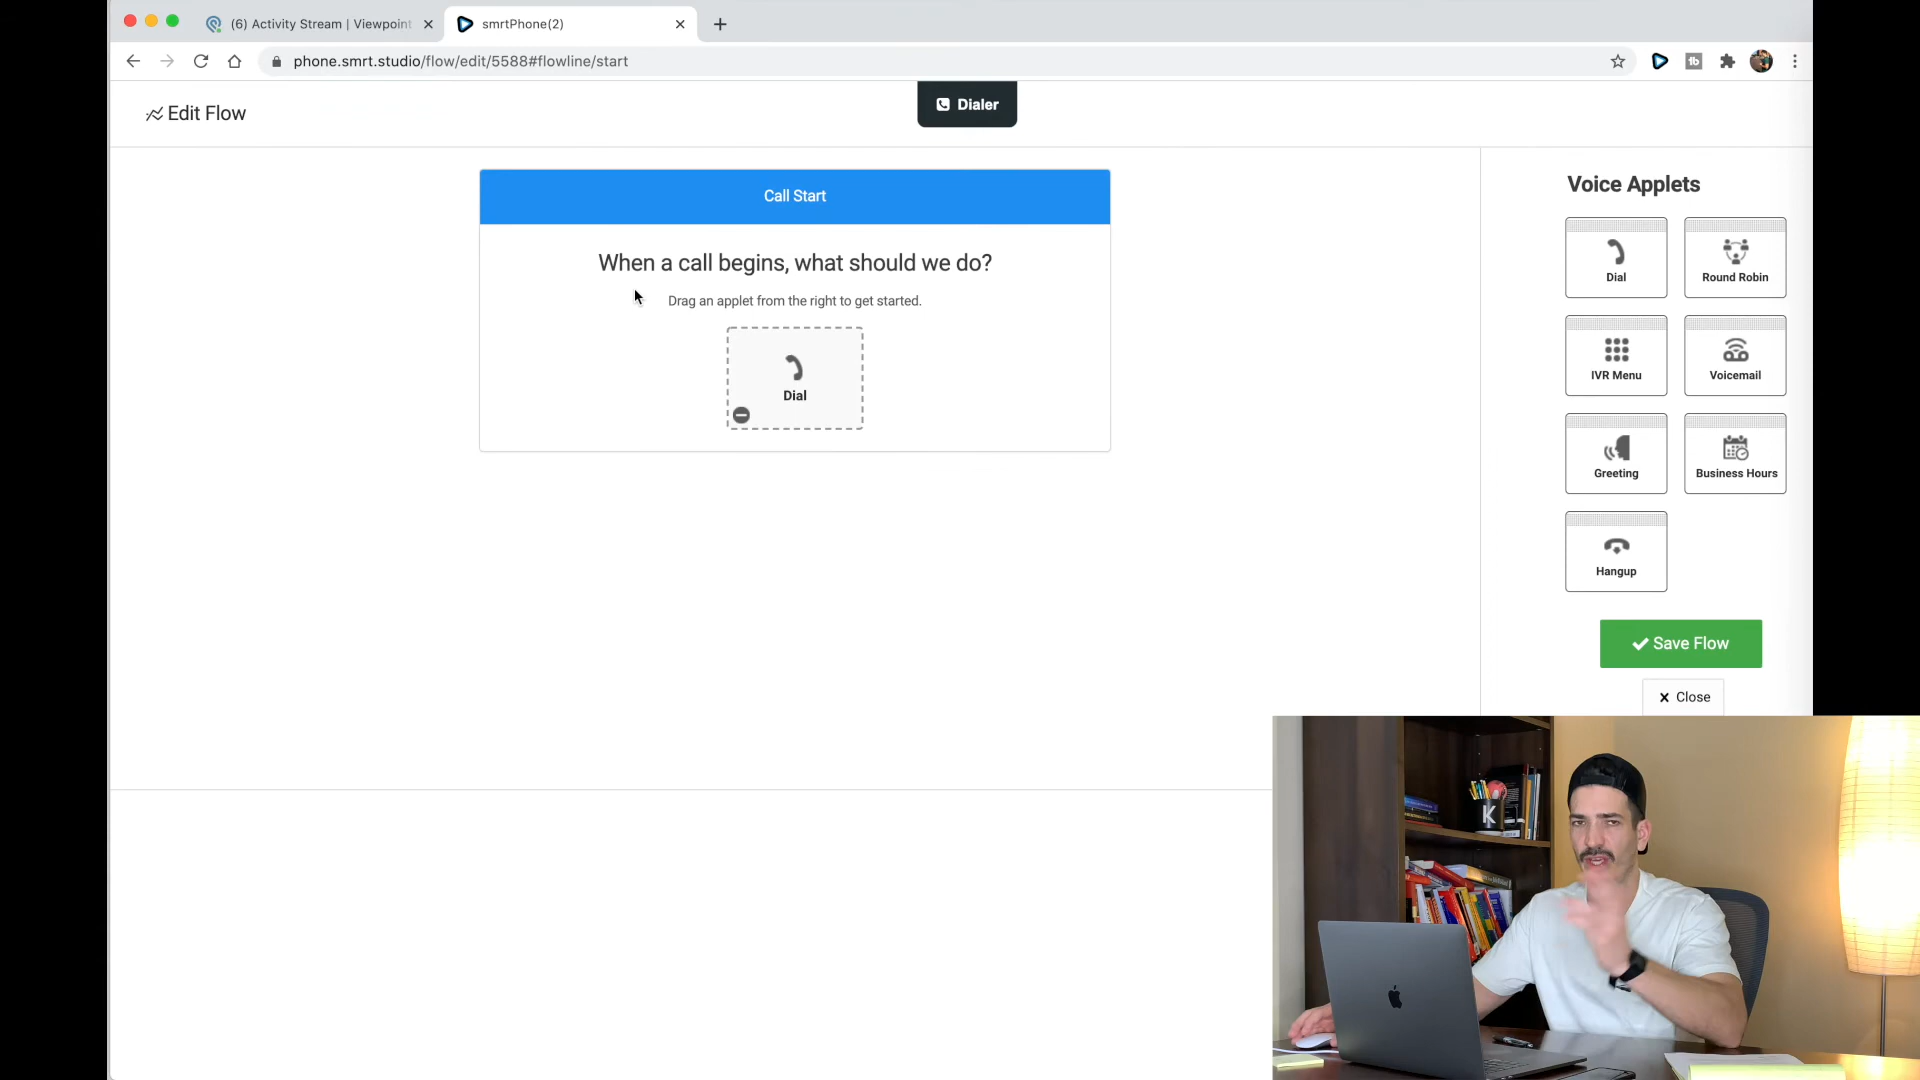 (6) Activity Stream | Viewpoint
smrtPhone(2)
phone.smrt.studio/flow/edit/5588#flowline/start
Edit Flow
Dialer
Call Start
When a call begins, what should we do?
Drag an applet from the right to get started.
Dial
Voice Applets
Dial
Round Robin
IVR Menu
Voicemail
Greeting
Business Hours
Hangup
Save Flow
Close
K